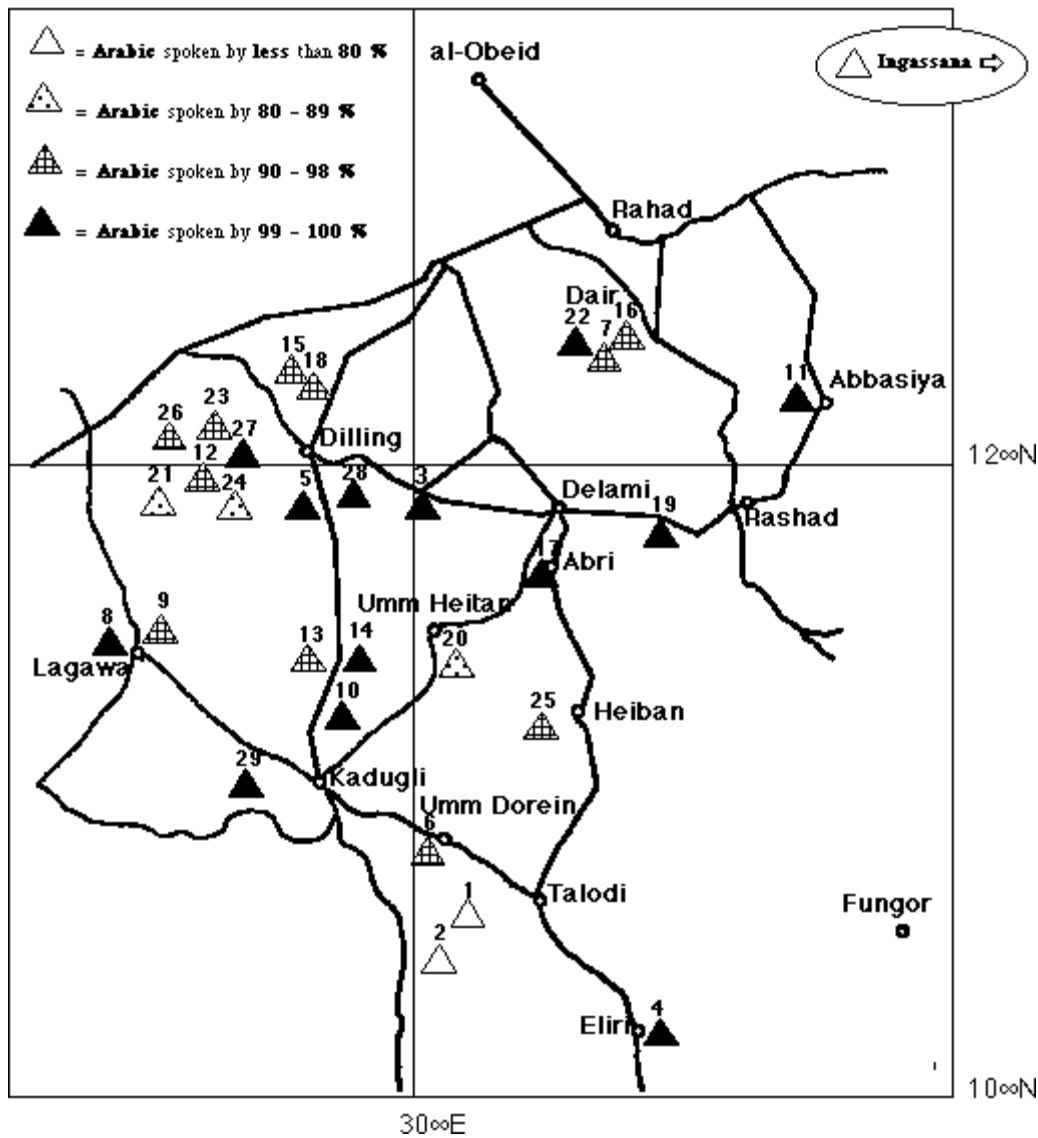 = Arabic spoken by less than 80 %
= Arabic spoken by 80 - 89 %
= Arabic spoken by 90 - 98 %
= Arabic spoken by 99 - 100 %
al-Obeid
Ingassana ⇨
Rahad
Dair
22
7
16
15
18
11
Abbasiya
23
26
27
Dilling
12∞N
12
21
24
5
28
3
Delami
19
Rashad
17
Abri
Umm Heitan
20
8
9
Lagawa
13
14
10
25
Heiban
29
Kadugli
Umm Dorein
6
1
2
Talodi
Fungor
Eliri
4
10∞N
30∞E